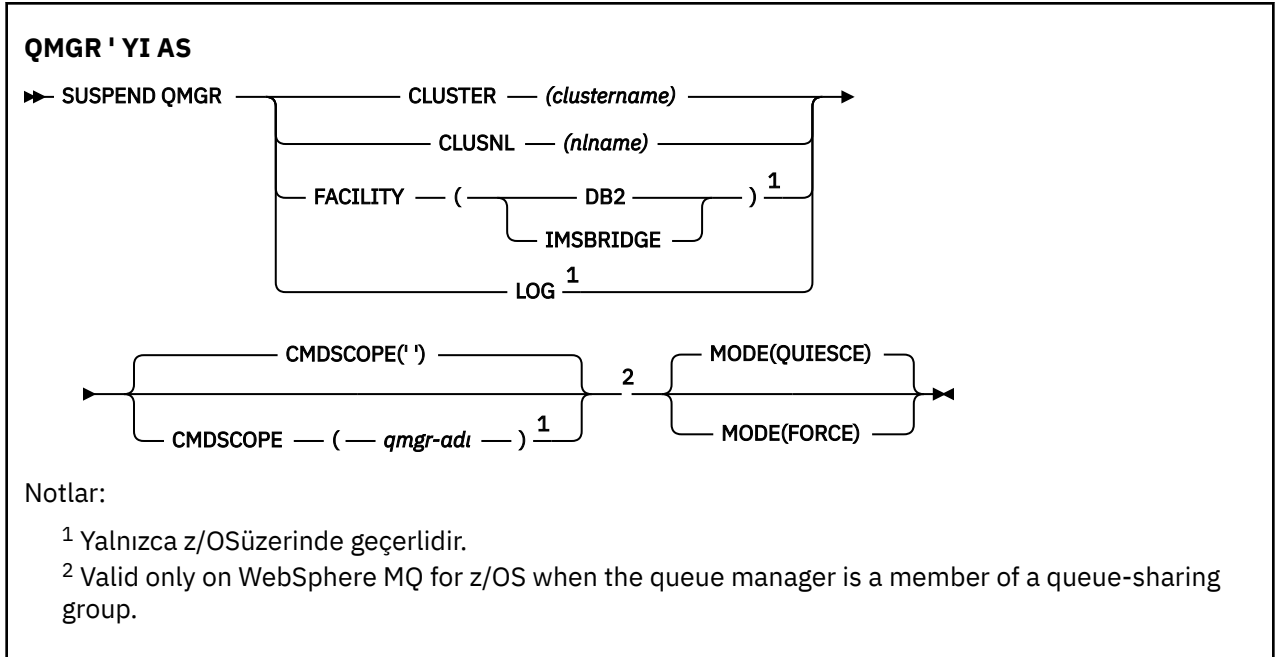 QMGR ' YI AS
SUSPEND QMGR CLUSTER (clustername)
CLUSNL (nlname)
FACILITY ( DB2 ) 1
IMSBRIDGE
LOG 1
CMDSCOPE(' ') 2 MODE(QUIESCE)
CMDSCOPE ( qmgr-adı ) 1 MODE(FORCE)
Notlar:
1 Yalnızca z/OSüzerinde geçerlidir.
2 Valid only on WebSphere MQ for z/OS when the queue manager is a member of a queue-sharing
group.